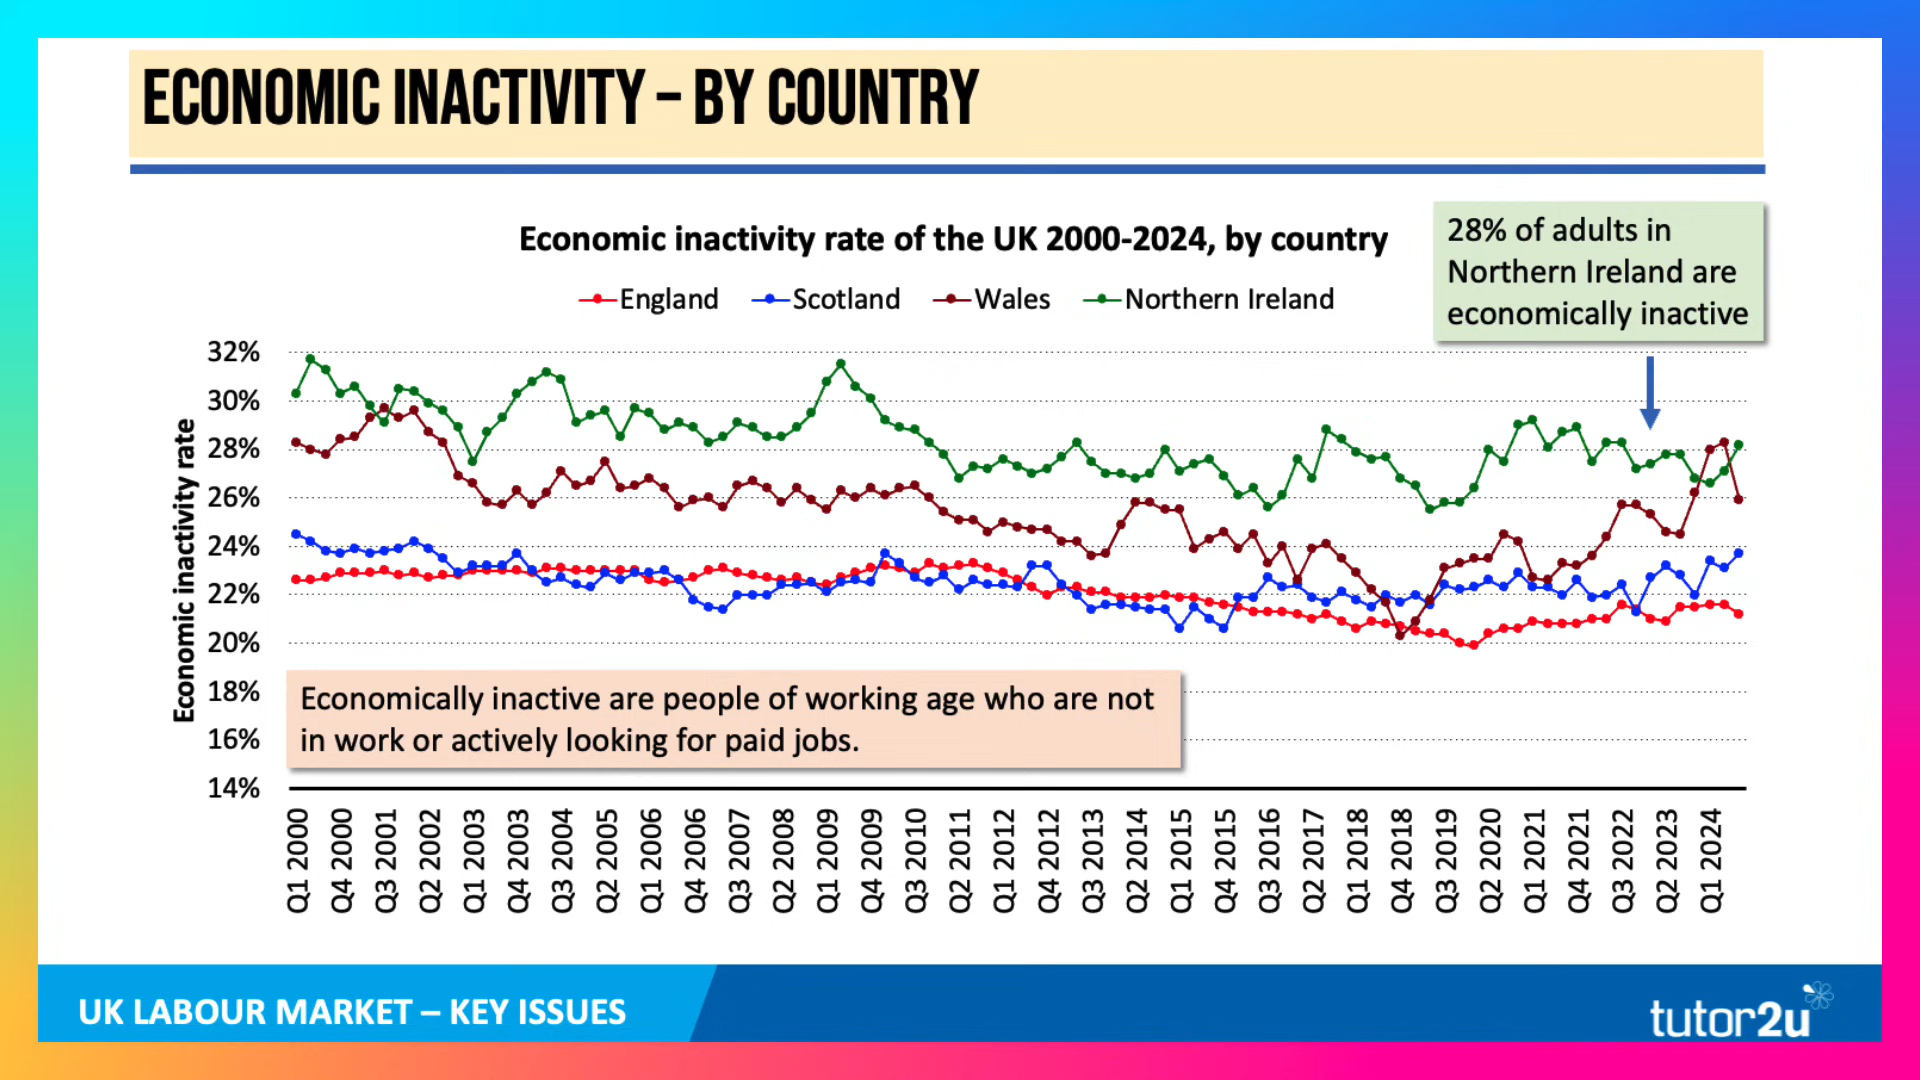 ECONOMIC INACTIVITY – BY COUNTRY
Economic inactivity rate of the UK 2000-2024, by country
England Scotland Wales Northern Ireland
28% of adults in
Northern Ireland are
economically inactive
Economic inactivity rate
32%
30%
28%
26%
24%
22%
20%
18%
16%
14%
Economically inactive are people of working age who are not
in work or actively looking for paid jobs.
Q1 2000
Q4 2000
Q3 2001
Q2 2002
Q1 2003
Q4 2003
Q3 2004
Q2 2005
Q1 2006
Q4 2006
Q3 2007
Q2 2008
Q1 2009
Q4 2009
Q3 2010
Q2 2011
Q1 2012
Q4 2012
Q3 2013
Q2 2014
Q1 2015
Q4 2015
Q3 2016
Q2 2017
Q1 2018
Q4 2018
Q3 2019
Q2 2020
Q1 2021
Q4 2021
Q3 2022
Q2 2023
Q1 2024
UK LABOUR MARKET – KEY ISSUES
tutor2u